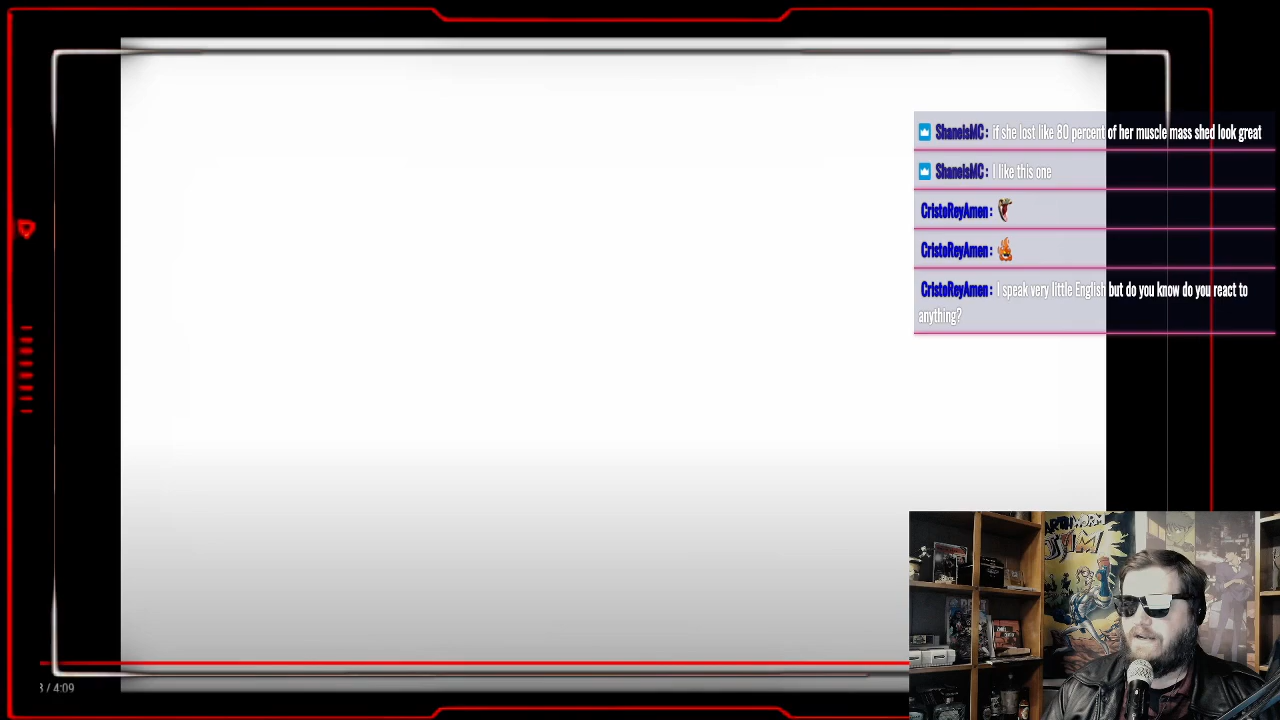 ShaneIsMC: if she lost like 80 percent of her muscle mass shed look great
ShaneIsMC: I like this one
CristoReyAmen:
CristoReyAmen:
CristoReyAmen: I speak very little English but do you know do you react to
anything?
/ 4:09